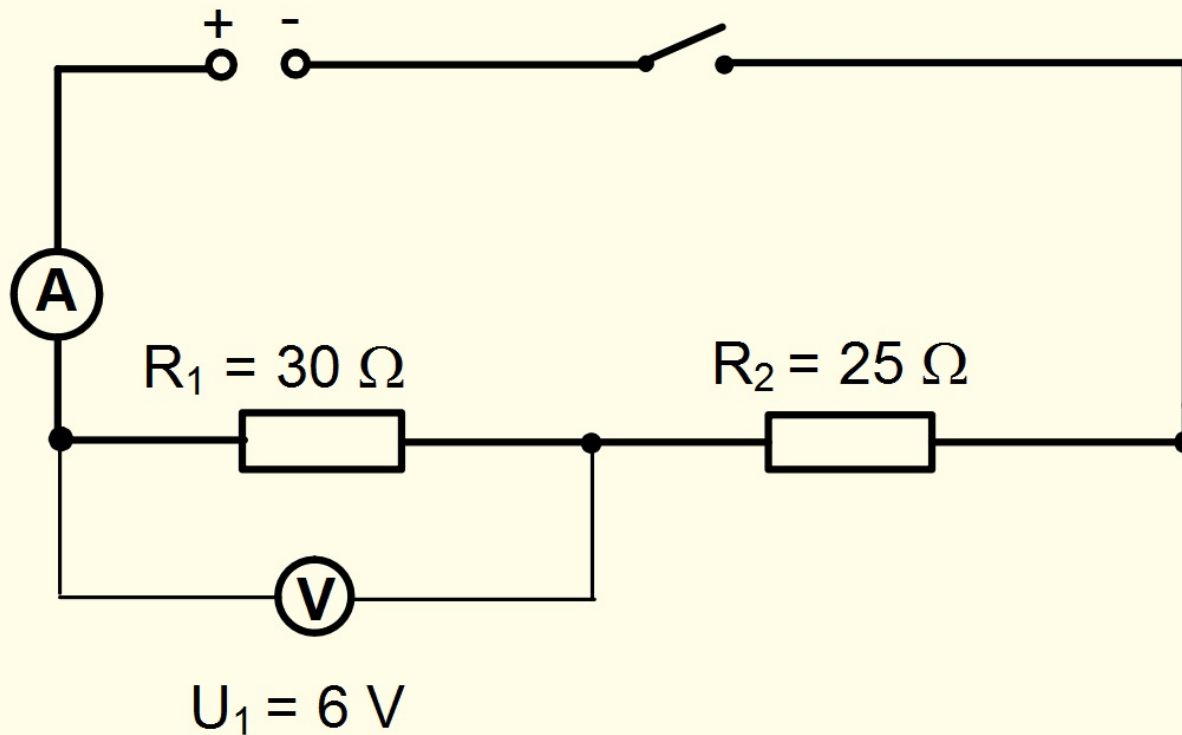 + -
A
R₁ = 30 Ω
R₂ = 25 Ω
V
U₁ = 6 V